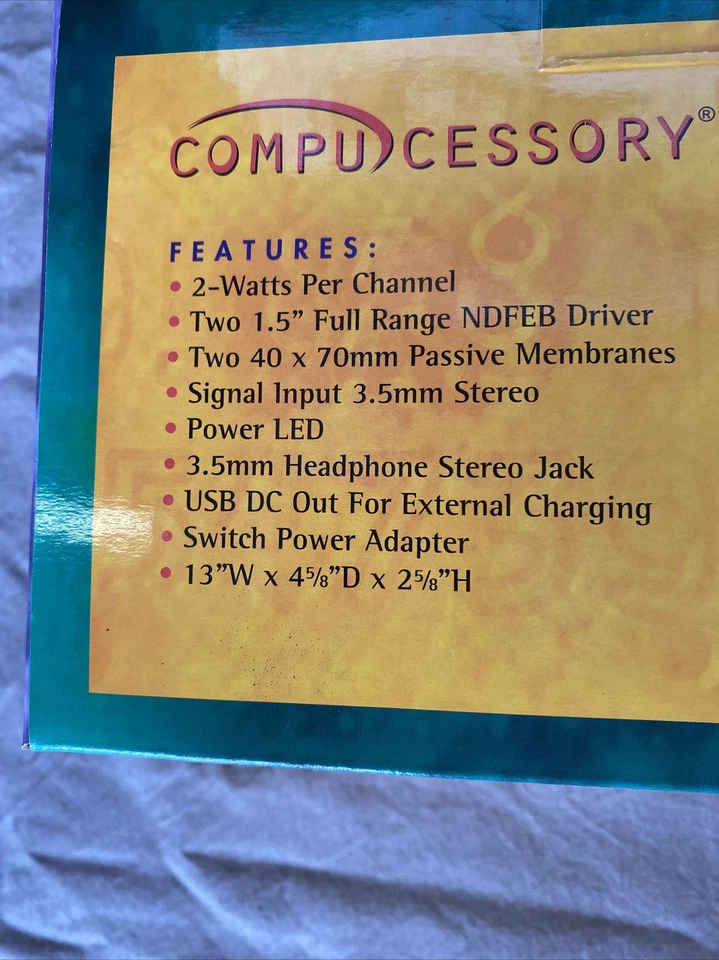 COMPUCESSORY®
FEATURES:
• 2-Watts Per Channel
• Two 1.5” Full Range NDFEB Driver
• Two 40 x 70mm Passive Membranes
• Signal Input 3.5mm Stereo
• Power LED
• 3.5mm Headphone Stereo Jack
• USB DC Out For External Charging
• Switch Power Adapter
• 13”W x 4⅝”D x 2⅝”H